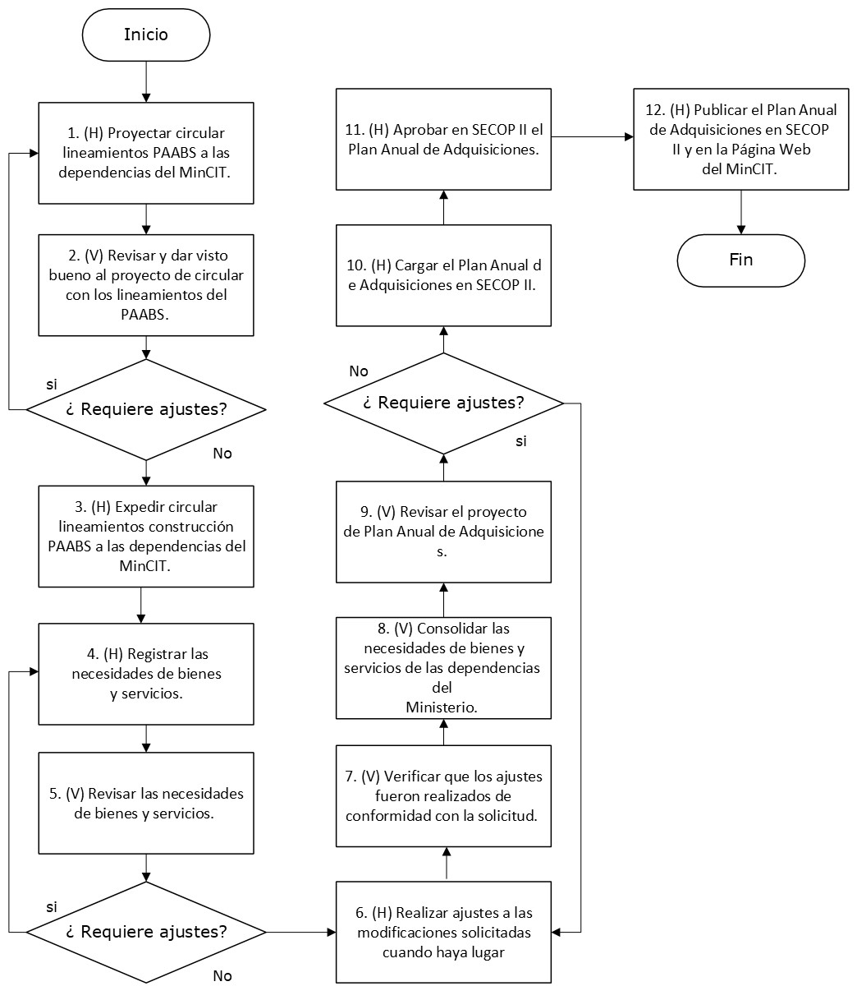 Inicio
1. (H) Proyectar circular
lineamientos PAABS a las
dependencias del MinCIT.
2. (V) Revisar y dar visto
bueno al proyecto de circular
con los lineamientos del
PAABS.
si
¿ Requiere ajustes?
No
3. (H) Expedir circular
lineamientos construcción
PAABS a las dependencias del
MinCIT.
4. (H) Registrar las
necesidades de bienes
y servicios.
5. (V) Revisar las necesidades
de bienes y servicios.
si
¿ Requiere ajustes?
No
6. (H) Realizar ajustes a las
modificaciones solicitadas
cuando haya lugar
7. (V) Verificar que los ajustes
fueron realizados de
conformidad con la solicitud.
8. (V) Consolidar las
necesidades de bienes y
servicios de las dependencias
del
Ministerio.
9. (V) Revisar el proyecto
de Plan Anual de Adquisicione
s.
No
¿ Requiere ajustes?
si
10. (H) Cargar el Plan Anual d
e Adquisiciones en SECOP II.
11. (H) Aprobar en SECOP II el
Plan Anual de Adquisiciones.
12. (H) Publicar el Plan Anual
de Adquisiciones en SECOP
II y en la Página Web
del MinCIT.
Fin